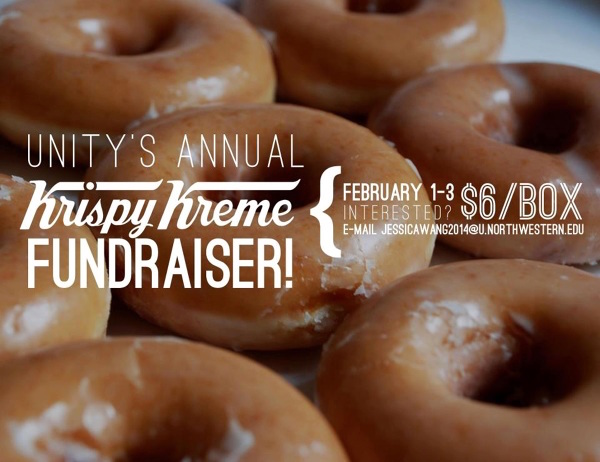 UNITY'S ANNUAL
Krispy Kreme
FUNDRAISER!
{
FEBRUARY 1-3
INTERESTED?
$6/BOX
E-MAIL JESSICAWANG2014@U.NORTHWESTERN.EDU